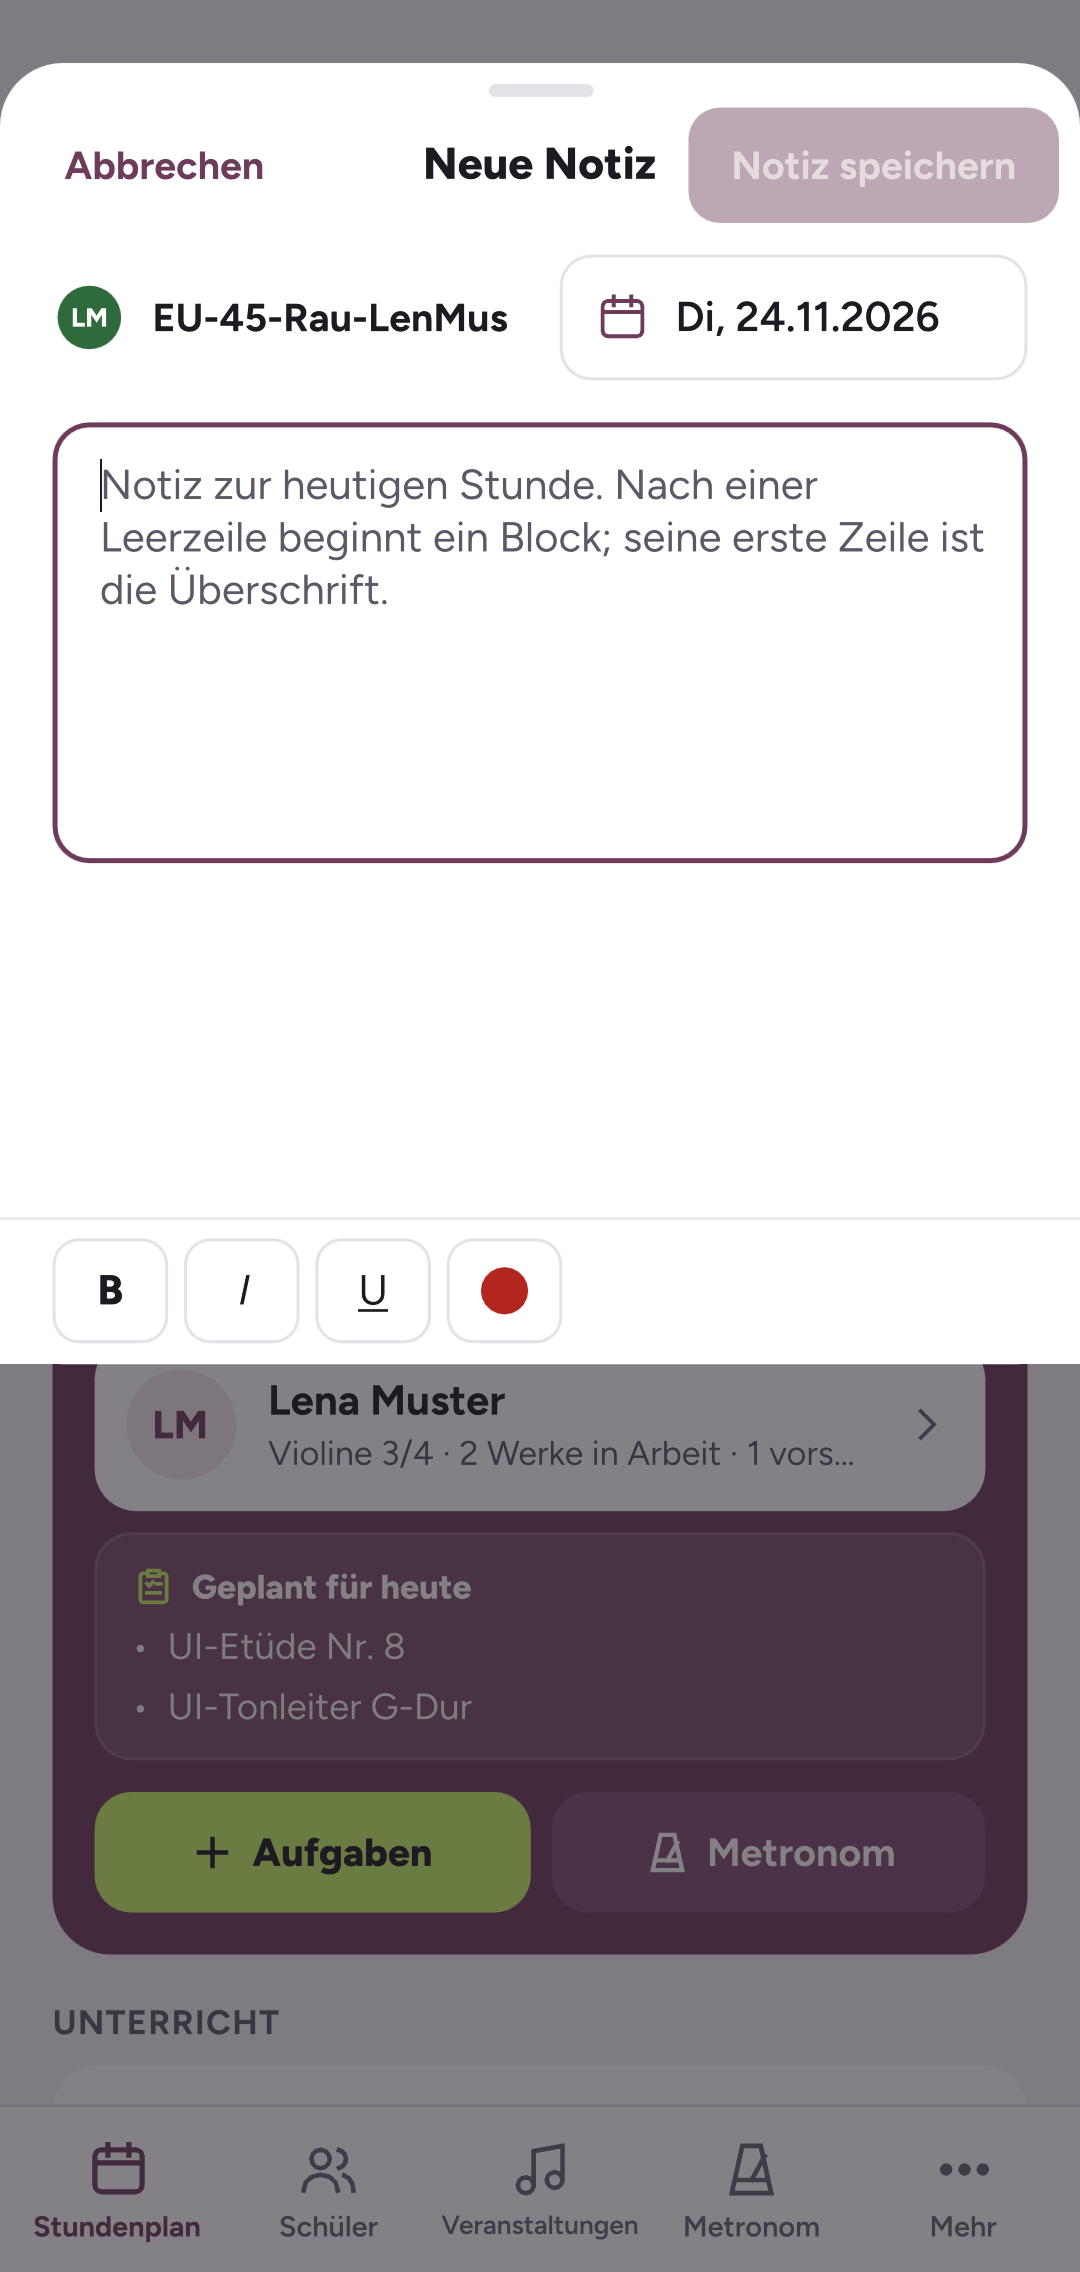 Abbrechen
Neue Notiz
Notiz speichern
LM
EU-45-Rau-LenMus
Di, 24.11.2026
Notiz zur heutigen Stunde. Nach einer
Leerzeile beginnt ein Block; seine erste Zeile ist
die Überschrift.
B
I
U
LM
Lena Muster
Violine 3/4 · 2 Werke in Arbeit · 1 vors...
Geplant für heute
• UI-Etüde Nr. 8
• UI-Tonleiter G-Dur
+ Aufgaben
Metronom
UNTERRICHT
Stundenplan
Schüler
Veranstaltungen
Metronom
Mehr